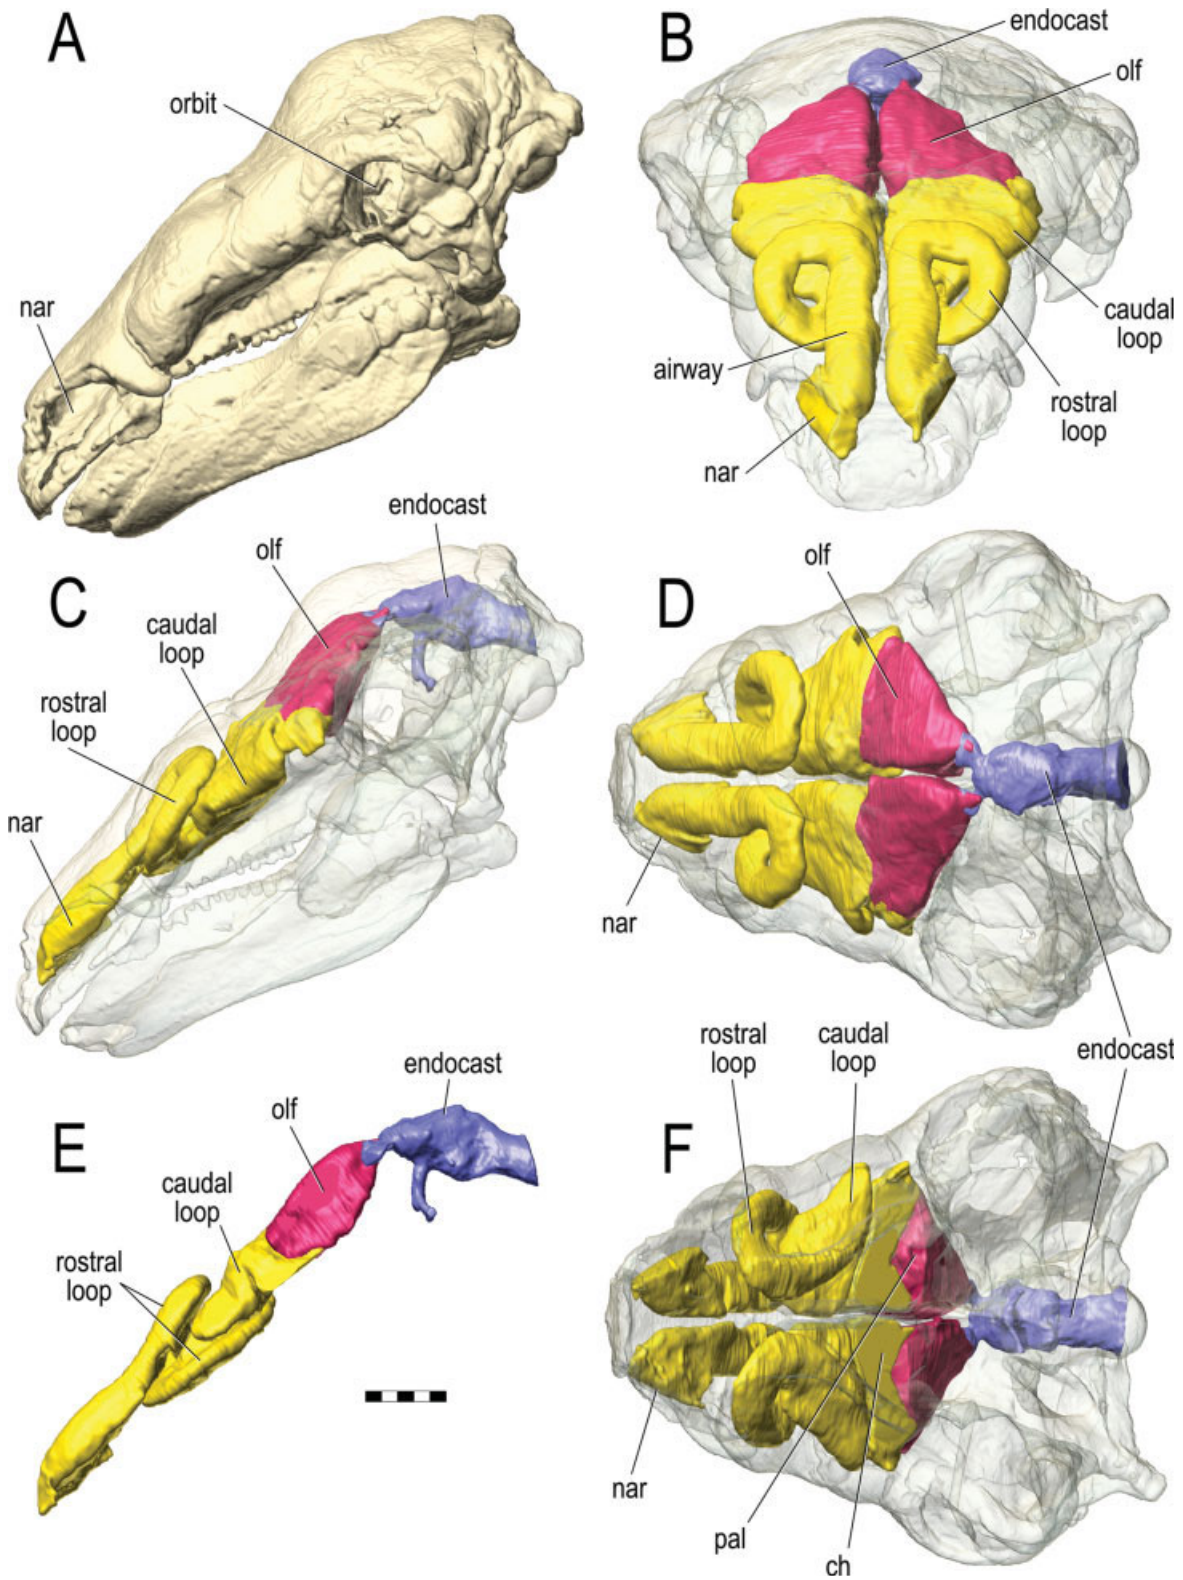 A
orbit
nar
B
endocast
olf
caudal
loop
airway
rostral
loop
nar
C
endocast
olf
caudal
loop
rostral
loop
nar
D
olf
nar
endocast
E
endocast
olf
caudal
loop
rostral
loop
F
rostral
loop
caudal
loop
nar
pal
ch